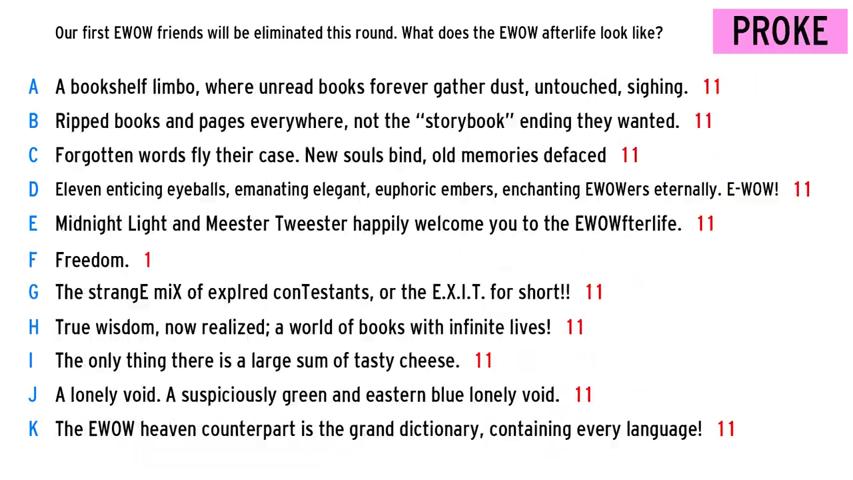 Our first EWOW friends will be eliminated this round. What does the EWOW afterlife look like?
PROKE
A A bookshelf limbo, where unread books forever gather dust, untouched, sighing. 11
B Ripped books and pages everywhere, not the “storybook” ending they wanted. 11
C Forgotten words fly their case. New souls bind, old memories defaced 11
D Eleven enticing eyeballs, emanating elegant, euphoric embers, enchanting EWOWers eternally. E-WOW! 11
E Midnight Light and Meester Tweester happily welcome you to the EWOWfterlife. 11
F Freedom. 1
G The strangE miX of expIred conTestants, or the E.X.I.T. for short!! 11
H True wisdom, now realized; a world of books with infinite lives! 11
I The only thing there is a large sum of tasty cheese. 11
J A lonely void. A suspiciously green and eastern blue lonely void. 11
K The EWOW heaven counterpart is the grand dictionary, containing every language! 11